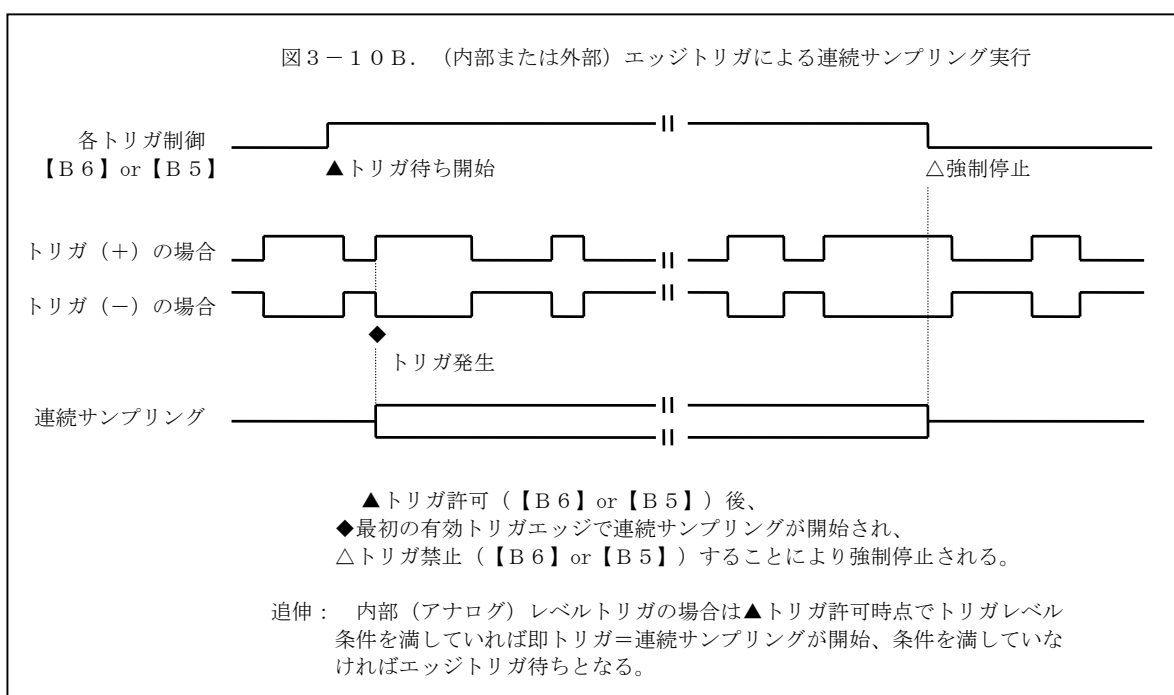 図3-10B. (内部または外部)エッジトリガによる連続サンプリング実行
各トリガ制御
【B6】or【B5】
▲トリガ待ち開始
△強制停止
トリガ(+)の場合
トリガ(-)の場合
◆
トリガ発生
連続サンプリング
▲トリガ許可(【B6】or【B5】)後、
◆最初の有効トリガエッジで連続サンプリングが開始され、
△トリガ禁止(【B6】or【B5】)することにより強制停止される。
追伸: 内部(アナログ)レベルトリガの場合は▲トリガ許可時点でトリガレベル
条件を満していれば即トリガ=連続サンプリングが開始、条件を満していな
ければエッジトリガ待ちとなる。